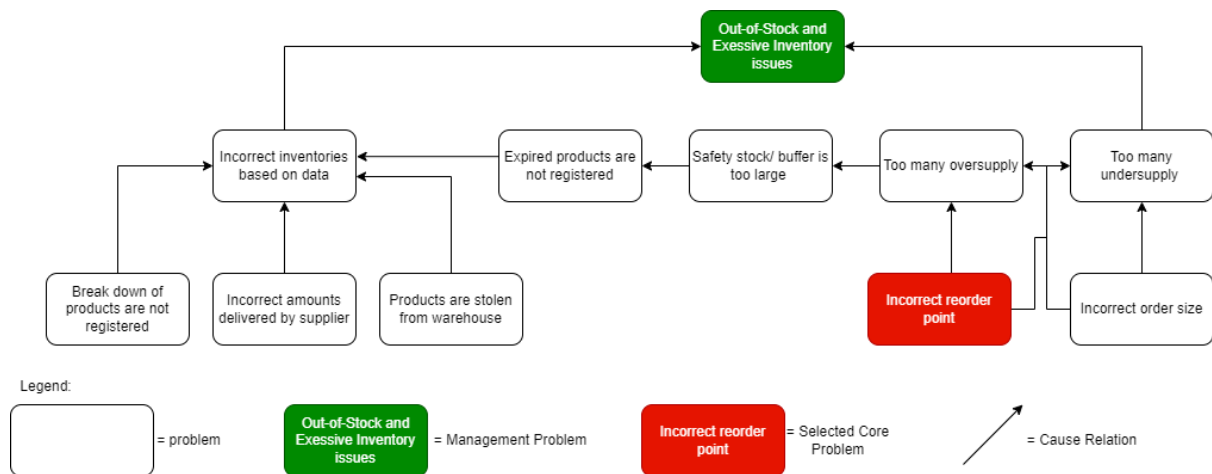 Out-of-Stock and
Exessive Inventory
issues
Incorrect inventories
based on data
Expired products are
not registered
Safety stock/ buffer is
too large
Too many oversupply
Too many
undersupply
Break down of
products are not
registered
Incorrect amounts
delivered by supplier
Products are stolen
from warehouse
Incorrect reorder
point
Incorrect order size
Legend:
= problem
Out-of-Stock and
Exessive Inventory
issues
= Management Problem
Incorrect reorder
point
= Selected Core
Problem
= Cause Relation